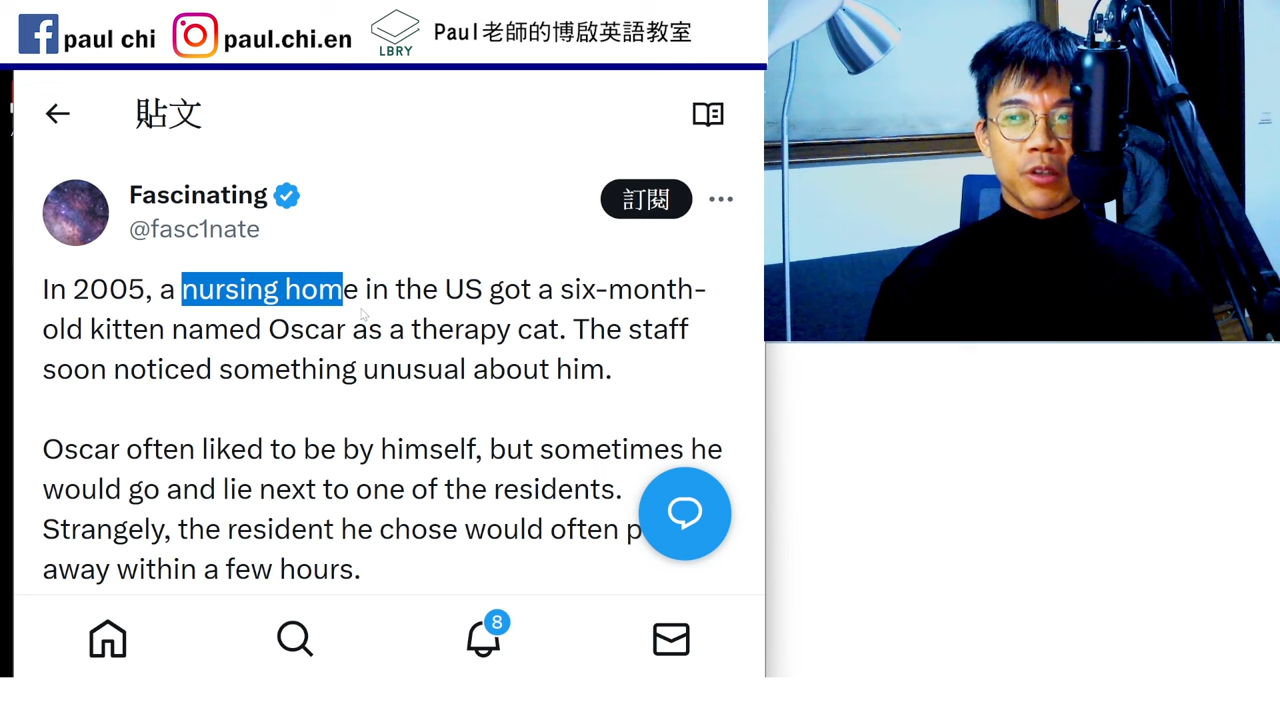 paul chi
paul.chi.en
LBRY
Paul老師的博啟英語教室
貼文
Fascinating
@fasc1nate
訂閱
In 2005, a nursing home in the US got a six-month-
old kitten named Oscar as a therapy cat. The staff
soon noticed something unusual about him.
Oscar often liked to be by himself, but sometimes he
would go and lie next to one of the residents.
Strangely, the resident he chose would often p
away within a few hours.
8